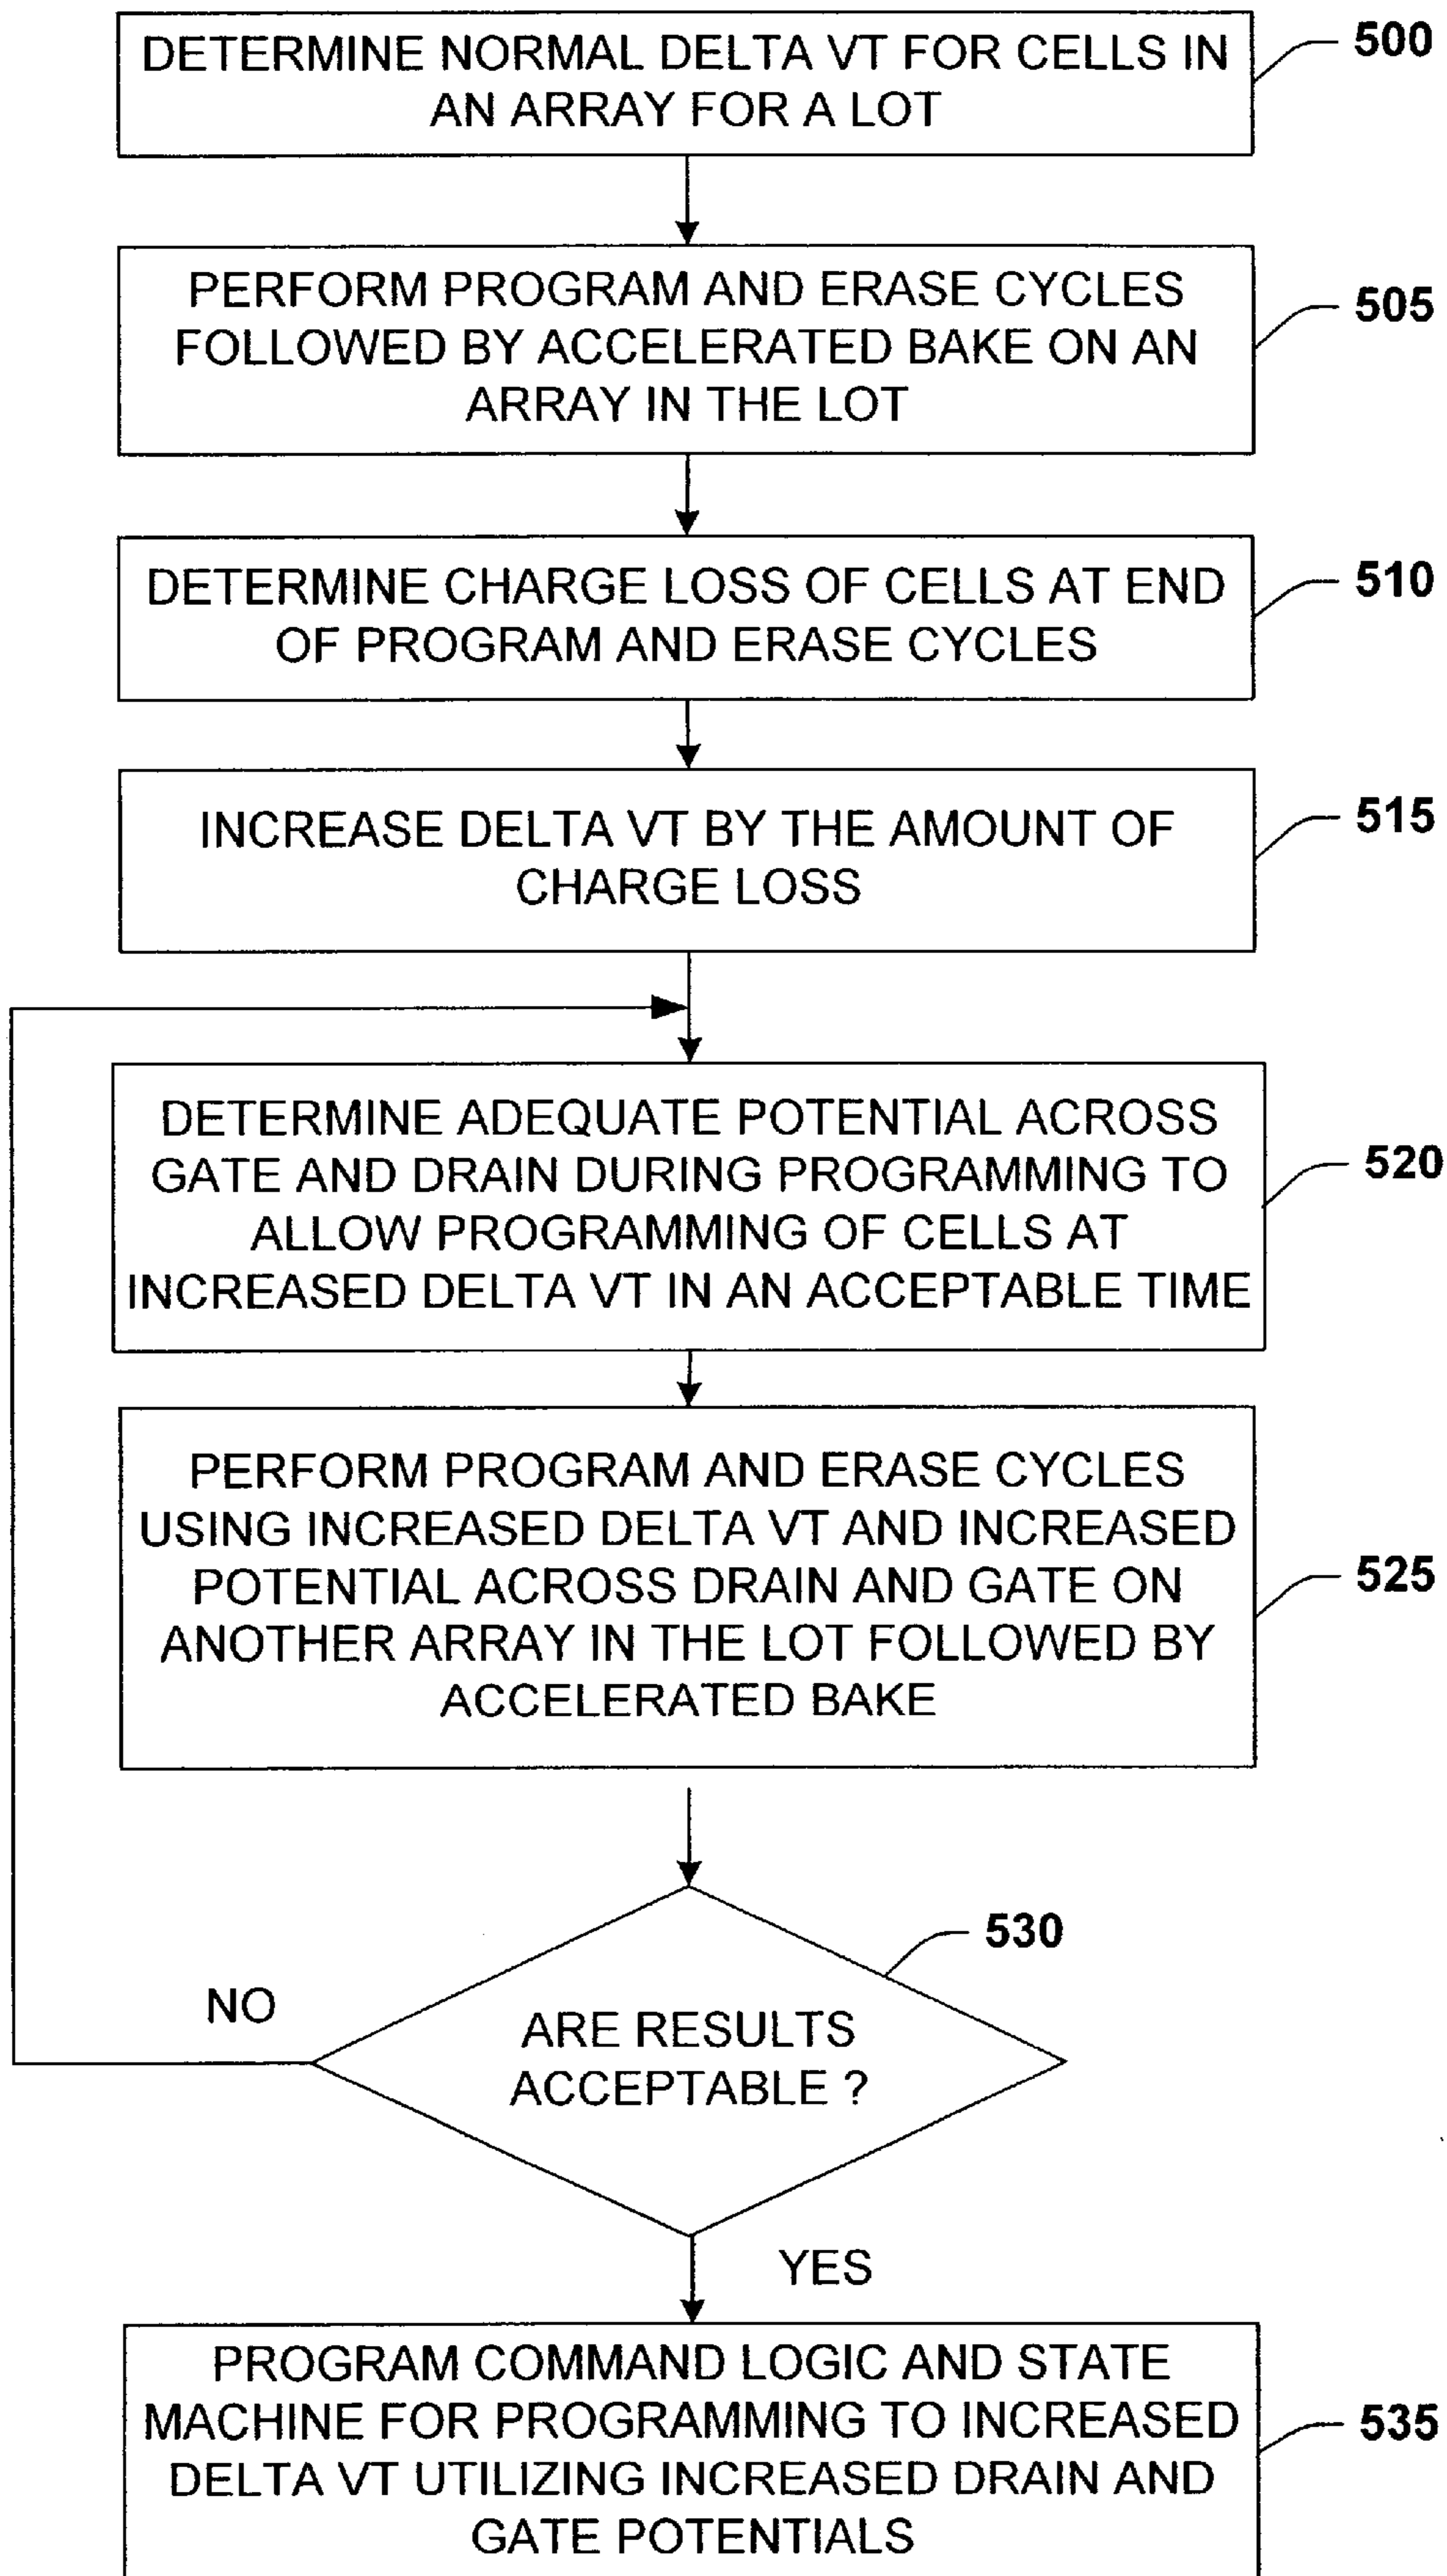 DETERMINE NORMAL DELTA VT FOR CELLS IN
AN ARRAY FOR A LOT
500
PERFORM PROGRAM AND ERASE CYCLES
FOLLOWED BY ACCELERATED BAKE ON AN
ARRAY IN THE LOT
505
DETERMINE CHARGE LOSS OF CELLS AT END
OF PROGRAM AND ERASE CYCLES
510
INCREASE DELTA VT BY THE AMOUNT OF
CHARGE LOSS
515
DETERMINE ADEQUATE POTENTIAL ACROSS
GATE AND DRAIN DURING PROGRAMMING TO
ALLOW PROGRAMMING OF CELLS AT
INCREASED DELTA VT IN AN ACCEPTABLE TIME
520
PERFORM PROGRAM AND ERASE CYCLES
USING INCREASED DELTA VT AND INCREASED
POTENTIAL ACROSS DRAIN AND GATE ON
ANOTHER ARRAY IN THE LOT FOLLOWED BY
ACCELERATED BAKE
525
530
NO
ARE RESULTS
ACCEPTABLE ?
YES
PROGRAM COMMAND LOGIC AND STATE
MACHINE FOR PROGRAMMING TO INCREASED
DELTA VT UTILIZING INCREASED DRAIN AND
GATE POTENTIALS
535